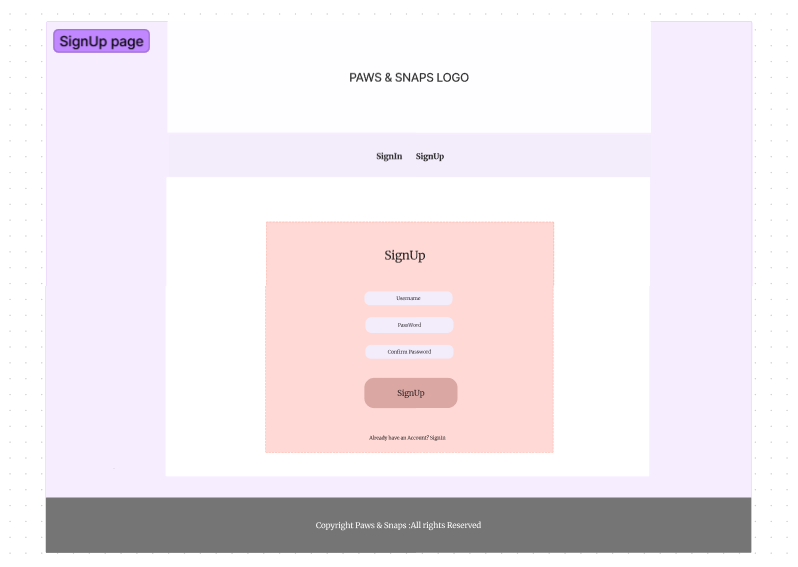 SignUp page
PAWS & SNAPS LOGO
SignIn SignUp
SignUp
Username
PassWord
Confirm Password
SignUp
Already have an Account? SignIn
Copyright Paws & Snaps :All rights Reserved